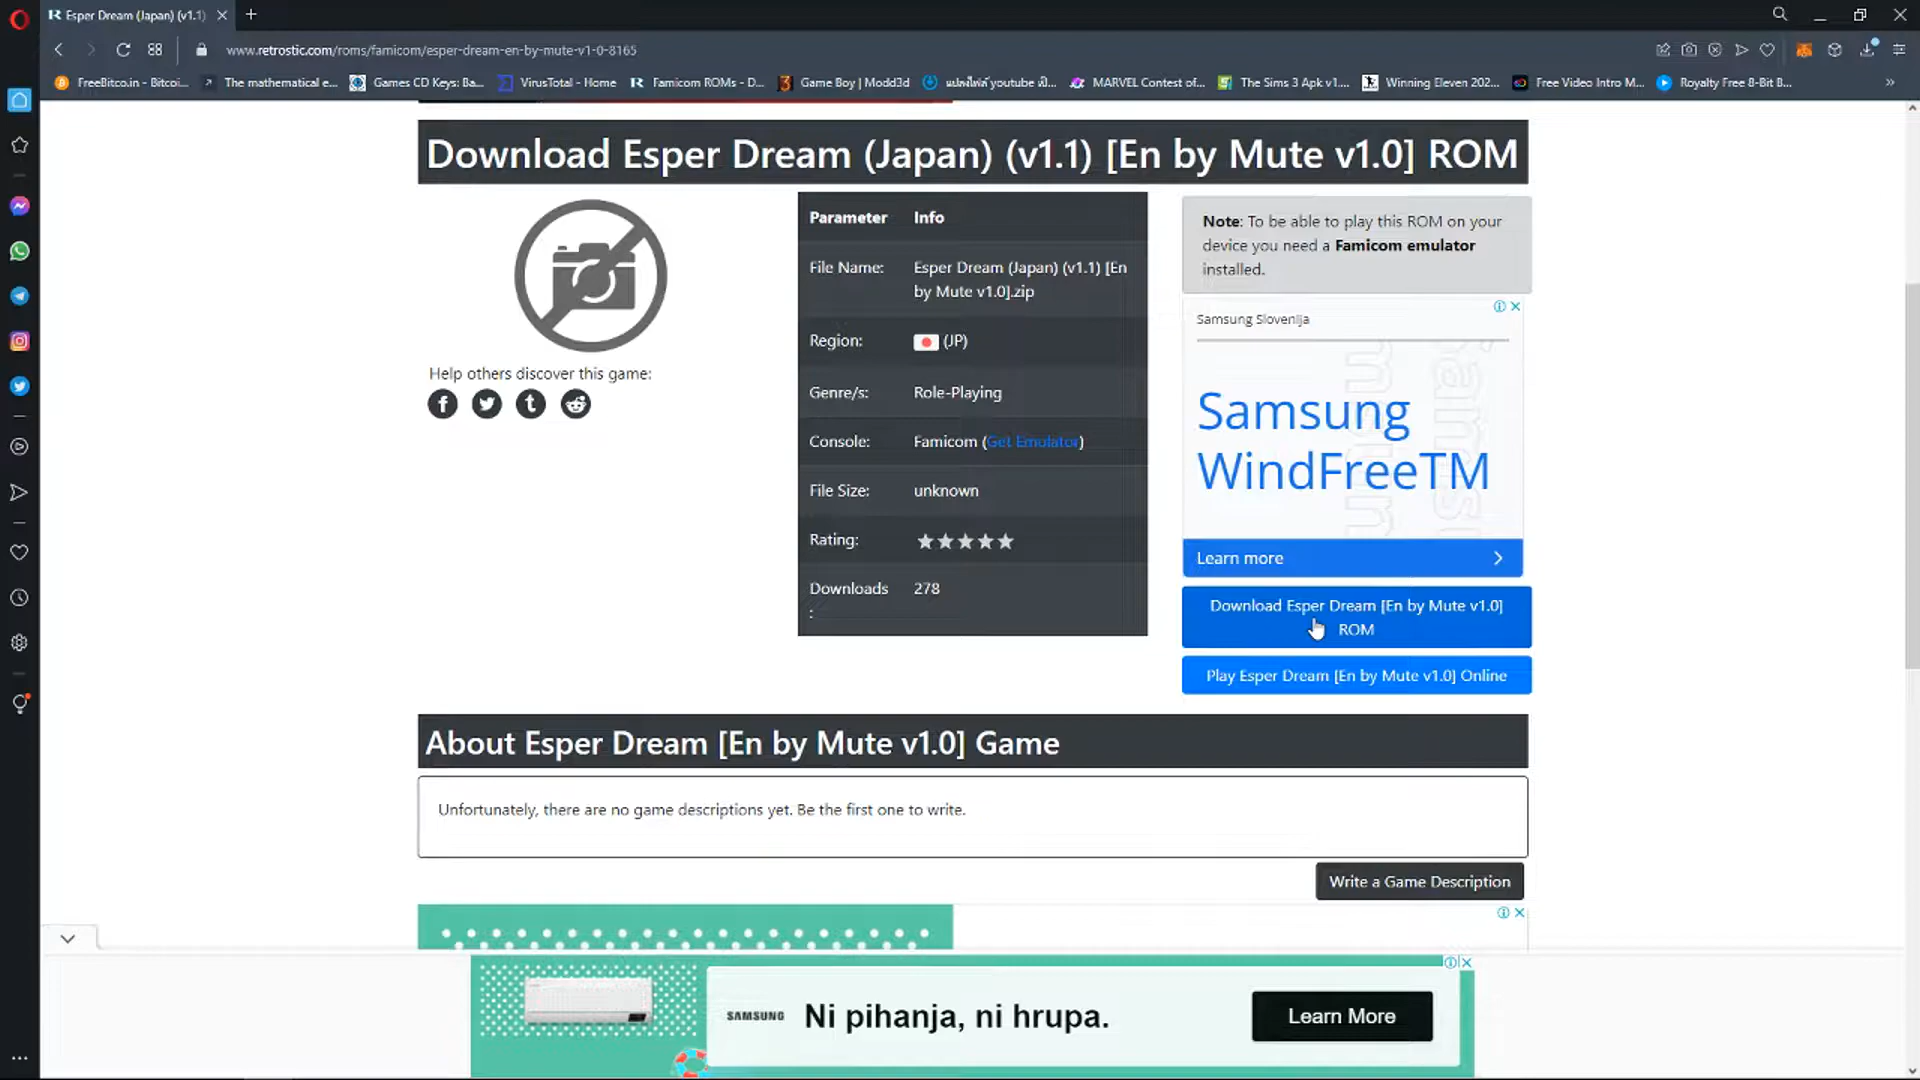 Esper Dream (Japan) (v1.1)
www.retrostic.com/roms/famicom/esper-dream-en-by-mute-v1-0-8165
FreeBitco.in - Bitcoi...
The mathematical e...
Games CD Keys: Ba...
VirusTotal - Home
Famicom ROMs - D...
Game Boy | Modd3d
MARVEL Contest of...
The Sims 3 Apk v1....
Winning Eleven 202...
Free Video Intro M...
Royalty Free 8-Bit B...
Download Esper Dream (Japan) (v1.1) [En by Mute v1.0] ROM
Help others discover this game:
Parameter Info
File Name: Esper Dream (Japan) (v1.1) [En
by Mute v1.0].zip
Region: (JP)
Genre/s: Role-Playing
Console: Famicom (Get Emulator)
File Size: unknown
Rating:
Downloads 278
:
Note: To be able to play this ROM on your
device you need a Famicom emulator
installed.
Samsung Slovenija
Samsung
WindFreeTM
Learn more
Download Esper Dream [En by Mute v1.0]
ROM
Play Esper Dream [En by Mute v1.0] Online
About Esper Dream [En by Mute v1.0] Game
Unfortunately, there are no game descriptions yet. Be the first one to write.
Write a Game Description
SAMSUNG
Ni pihanja, ni hrupa.
Learn More